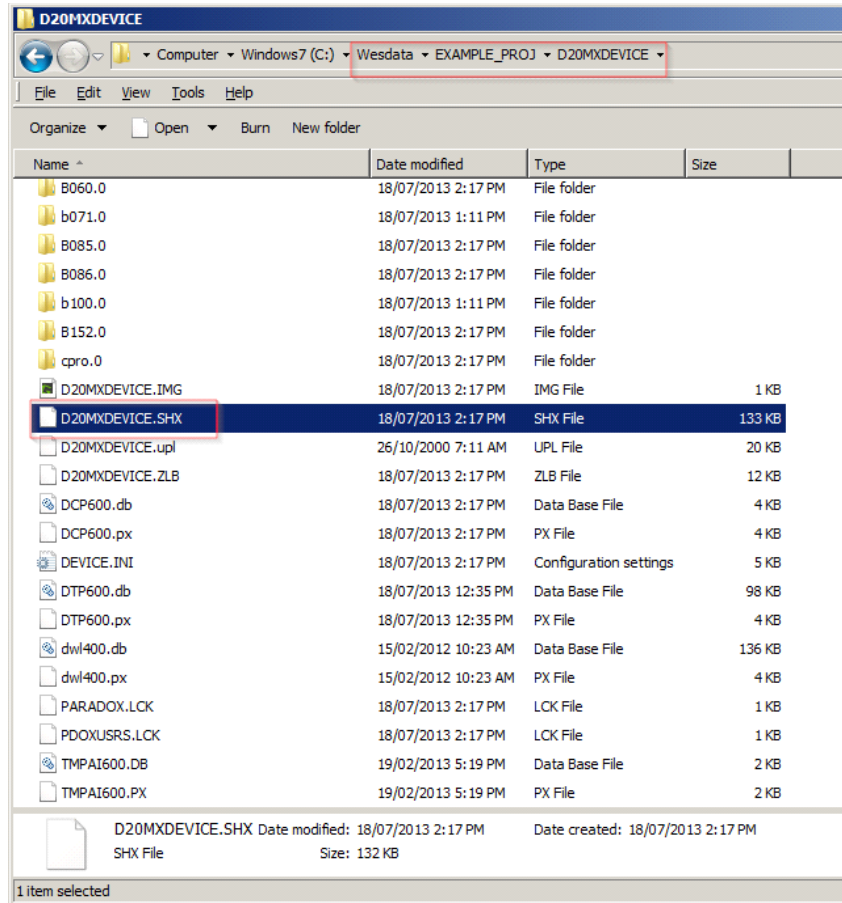 D20MXDEVICE
Computer Windows7 (C:) Wesdata EXAMPLE_PROJ D20MXDEVICE
File Edit View Tools Help
Organize Open Burn New folder
Name Date modified Type Size
B060.0 18/07/2013 2:17 PM File folder
b071.0 18/07/2013 1:11 PM File folder
B085.0 18/07/2013 2:17 PM File folder
B086.0 18/07/2013 2:17 PM File folder
b100.0 18/07/2013 1:11 PM File folder
B152.0 18/07/2013 2:17 PM File folder
cpro.0 18/07/2013 2:17 PM File folder
D20MXDEVICE.IMG 18/07/2013 2:17 PM IMG File 1 KB
D20MXDEVICE.SHX 18/07/2013 2:17 PM SHX File 133 KB
D20MXDEVICE.upl 26/10/2000 7:11 AM UPL File 20 KB
D20MXDEVICE.ZLB 18/07/2013 2:17 PM ZLB File 12 KB
DCP600.db 18/07/2013 2:17 PM Data Base File 4 KB
DCP600.px 18/07/2013 2:17 PM PX File 4 KB
DEVICE.INI 18/07/2013 2:17 PM Configuration settings 5 KB
DTP600.db 18/07/2013 12:35 PM Data Base File 98 KB
DTP600.px 18/07/2013 12:35 PM PX File 4 KB
dwl400.db 15/02/2012 10:23 AM Data Base File 136 KB
dwl400.px 15/02/2012 10:23 AM PX File 4 KB
PARADOX.LCK 18/07/2013 2:17 PM LCK File 1 KB
PDOXUSRS.LCK 18/07/2013 2:17 PM LCK File 1 KB
TMPAI600.DB 19/02/2013 5:19 PM Data Base File 2 KB
TMPAI600.PX 19/02/2013 5:19 PM PX File 2 KB
D20MXDEVICE.SHX Date modified: 18/07/2013 2:17 PM Date created: 18/07/2013 2:17 PM
SHX File Size: 132 KB
1 item selected